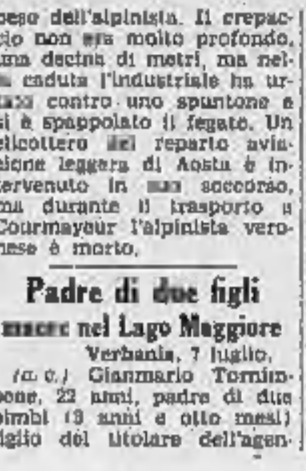 peso dell'alpinista. Il crepac-
cio non era molto profondo,
una decina di metri, ma nel-
caduta l'industriale ha ur-
contro uno spuntone e
si è spappolato il fegato. Un
elicottero del reparto avia-
zione leggera di Aosta è in-
tervenuto in soccorso,
ma durante il trasporto a
Courmayeur l'alpinista vero-
nese è morto.
Padre di due figli
nel Lago Maggiore
Verbania, 7 luglio.
(a. c.) Gianmario Tornim-
bene, 22 anni, padre di due
bimbi (3 anni e otto mesi)
figlio del titolare dell'agen-